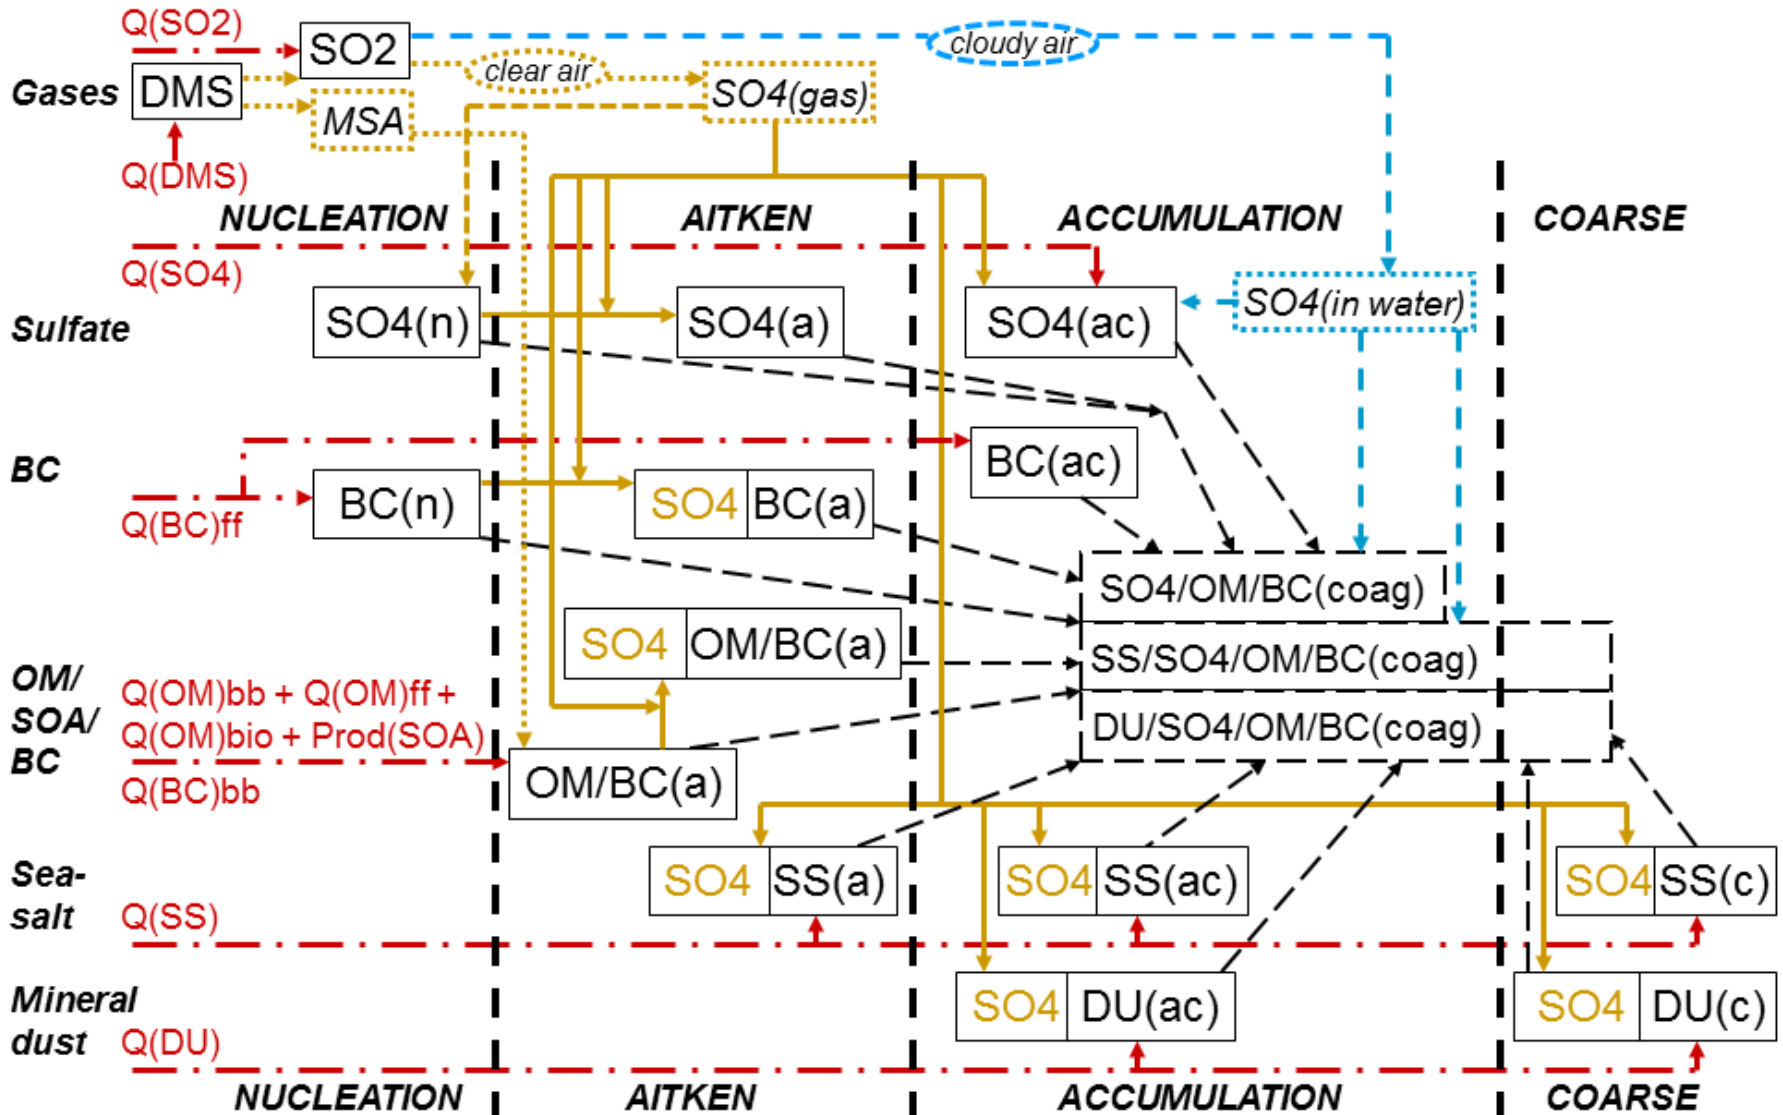 Q(SO2)
SO2
cloudy air
clear air
Gases
DMS
SO4(gas)
MSA
Q(DMS)
NUCLEATION
AITKEN
ACCUMULATION
COARSE
Q(SO4)
Sulfate
SO4(n)
SO4(a)
SO4(ac)
SO4(in water)
BC
BC(ac)
BC(n)
SO4 BC(a)
Q(BC)ff
SO4/OM/BC(coag)
SO4 OM/BC(a)
SS/SO4/OM/BC(coag)
OM/
SOA/
BC
Q(OM)bb + Q(OM)ff +
Q(OM)bio + Prod(SOA)
DU/SO4/OM/BC(coag)
Q(BC)bb
OM/BC(a)
Sea-
salt
Q(SS)
SO4 SS(a)
SO4 SS(ac)
SO4 SS(c)
Mineral
dust
Q(DU)
SO4 DU(ac)
SO4 DU(c)
NUCLEATION
AITKEN
ACCUMULATION
COARSE